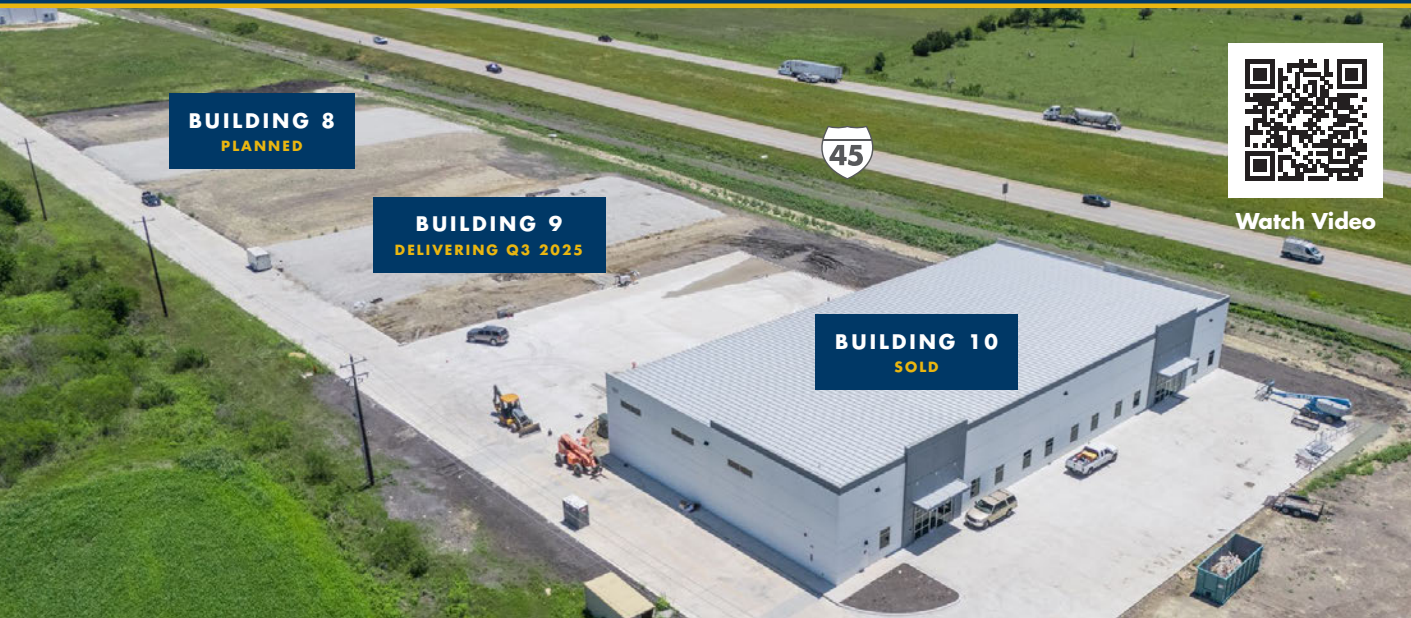 BUILDING 8
PLANNED
BUILDING 9
DELIVERING Q3 2025
45
BUILDING 10
SOLD
Watch Video